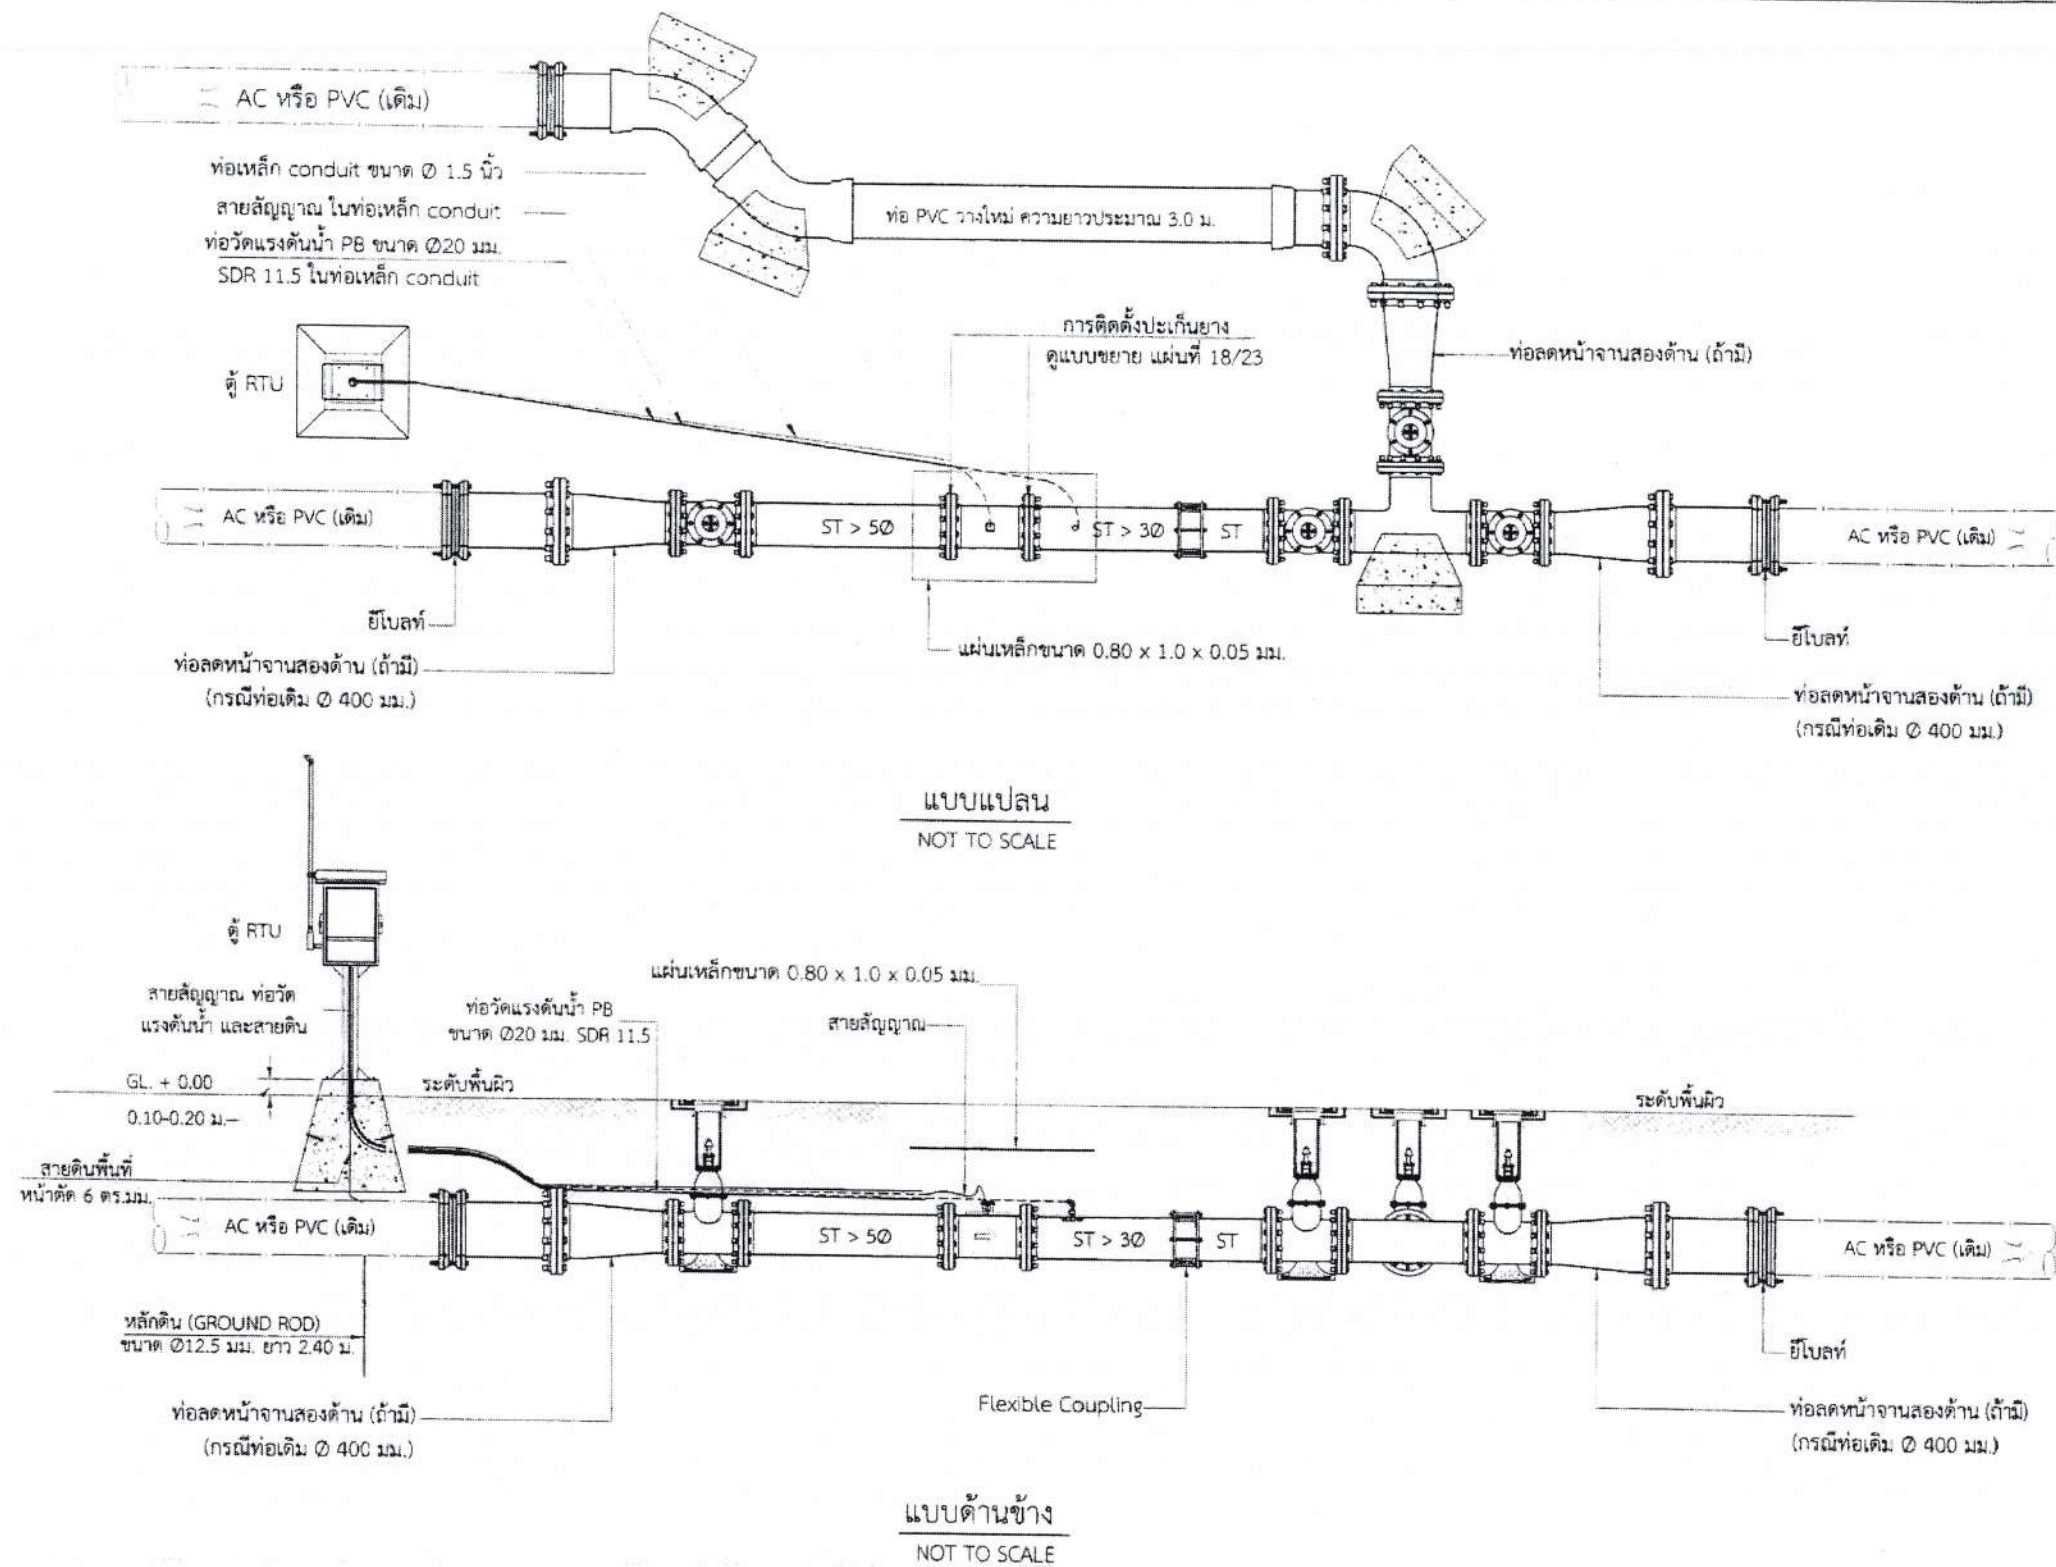 AC หรือ PVC (เดิม)
ท่อเหล็ก conduit ขนาด Ø 1.5 นิ้ว
สายสัญญาณ ในท่อเหล็ก conduit
ท่อวัดแรงดันน้ำ PB ขนาด Ø20 มม.
SDR 11.5 ในท่อเหล็ก conduit
ท่อ PVC วางใหม่ ความยาวประมาณ 3.0 ม.
การติดตั้งปะเก็นยาง
ดูแบบขยาย แผ่นที่ 18/23
ท่อลดหน้าจานสองด้าน (ถ้ามี)
ตู้ RTU
AC หรือ PVC (เดิม)
ST > 5Ø
ST > 3Ø
ST
AC หรือ PVC (เดิม)
ยีโบลท์
แผ่นเหล็กขนาด 0.80 x 1.0 x 0.05 มม.
ยีโบลท์
ท่อลดหน้าจานสองด้าน (ถ้ามี)
(กรณีท่อเดิม Ø 400 มม.)
ท่อลดหน้าจานสองด้าน (ถ้ามี)
(กรณีท่อเดิม Ø 400 มม.)
แบบแปลน
NOT TO SCALE
ตู้ RTU
แผ่นเหล็กขนาด 0.80 x 1.0 x 0.05 มม.
สายสัญญาณ ท่อวัด
แรงดันน้ำ และสายดิน
ท่อวัดแรงดันน้ำ PB
ขนาด Ø20 มม. SDR 11.5
สายสัญญาณ
GL. + 0.00
ระดับพื้นผิว
ระดับพื้นผิว
0.10-0.20 ม.
สายดินพื้นที่
หน้าตัด 6 ตร.มม.
AC หรือ PVC (เดิม)
ST > 5Ø
ST > 3Ø
ST
AC หรือ PVC (เดิม)
หลักดิน (GROUND ROD)
ขนาด Ø12.5 มม. ยาว 2.40 ม.
ยีโบลท์
Flexible Coupling
ท่อลดหน้าจานสองด้าน (ถ้ามี)
(กรณีท่อเดิม Ø 400 มม.)
ท่อลดหน้าจานสองด้าน (ถ้ามี)
(กรณีท่อเดิม Ø 400 มม.)
แบบด้านข้าง
NOT TO SCALE